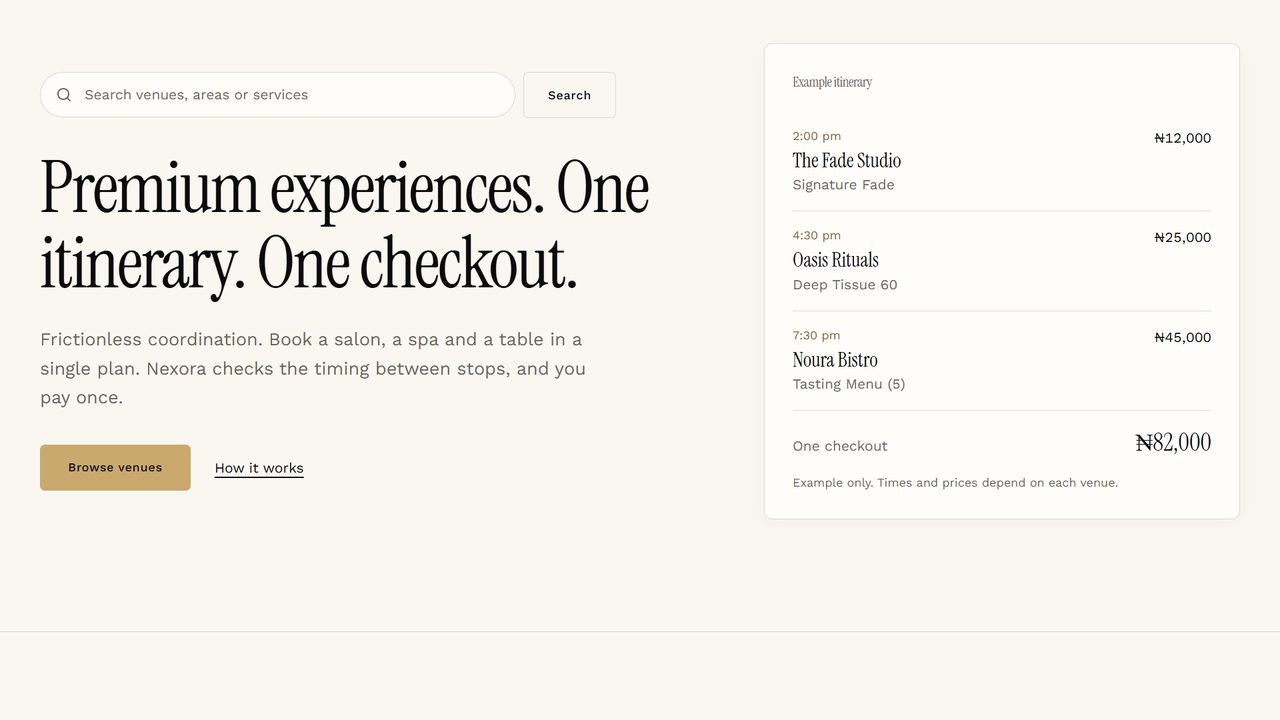 Search venues, areas or services
Search
Premium experiences. One
itinerary. One checkout.
Frictionless coordination. Book a salon, a spa and a table in a
single plan. Nexora checks the timing between stops, and you
pay once.
Browse venues
How it works
Example itinerary
2:00 pm
₦12,000
The Fade Studio
Signature Fade
4:30 pm
₦25,000
Oasis Rituals
Deep Tissue 60
7:30 pm
₦45,000
Noura Bistro
Tasting Menu (5)
One checkout
₦82,000
Example only. Times and prices depend on each venue.